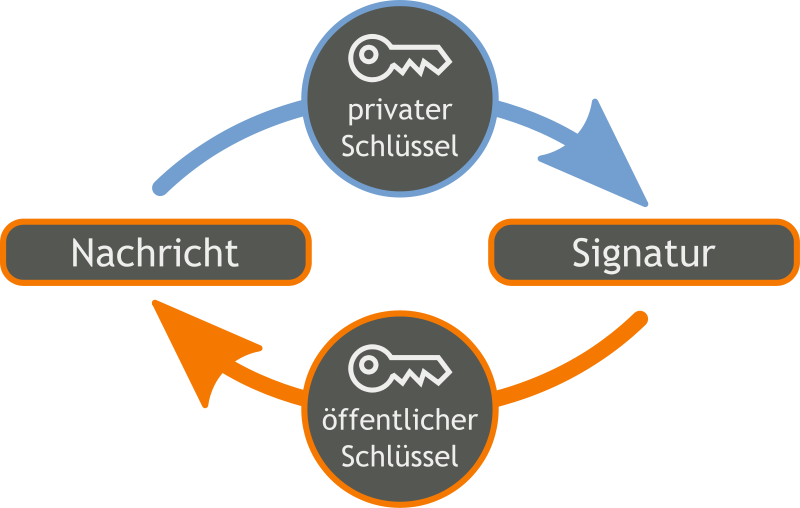 privater
Schlüssel
Nachricht
Signatur
öffentlicher
Schlüssel